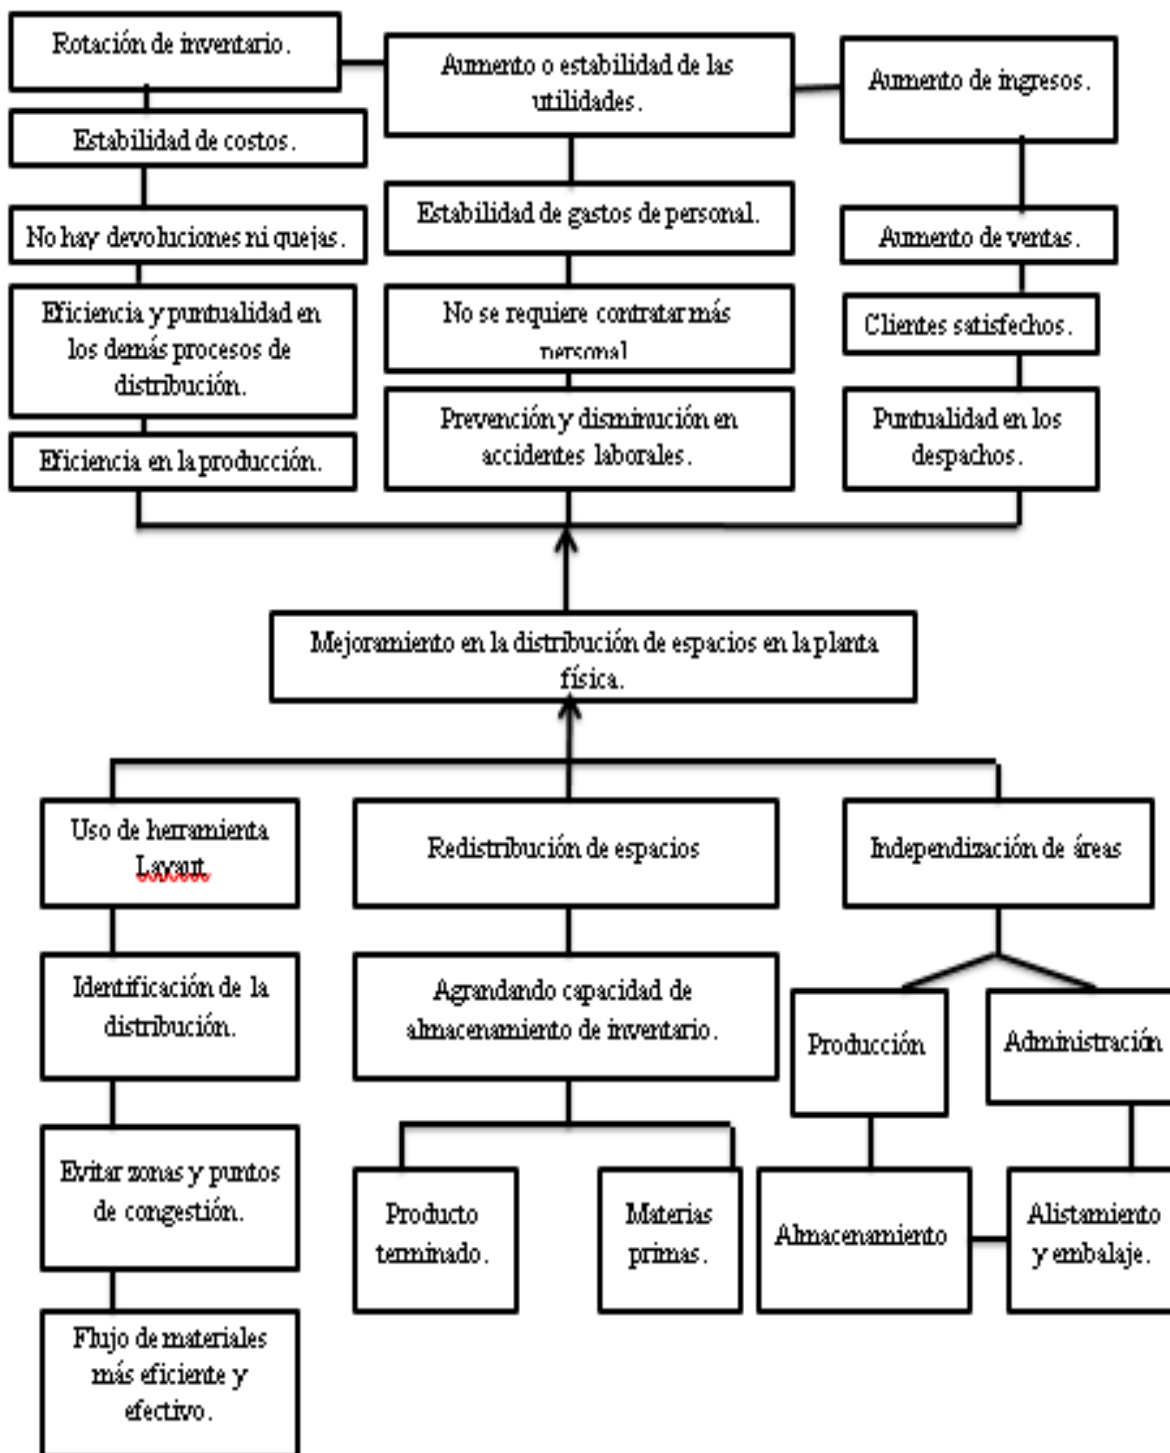 Rotación de inventario.
Aumento o estabilidad de las
utilidades.
Aumento de ingresos.
Estabilidad de costos.
Estabilidad de gastos de personal.
No hay devoluciones ni quejas.
Aumento de ventas.
Eficiencia y puntualidad en
los demás procesos de
distribución.
No se requiere contratar más
personal
Clientes satisfechos.
Eficiencia en la producción.
Prevención y disminución en
accidentes laborales.
Puntualidad en los
despachos.
Mejoramiento en la distribución de espacios en la planta
física.
Uso de herramienta
Layaut
Redistribución de espacios
Independización de áreas
Identificación de la
distribución.
Agrandando capacidad de
almacenamiento de inventario.
Producción
Administración
Evitar zonas y puntos
de congestión.
Producto
terminado.
Materias
primas.
Almacenamiento
Alistamiento
y embalaje.
Flujo de materiales
más eficiente y
efectivo.